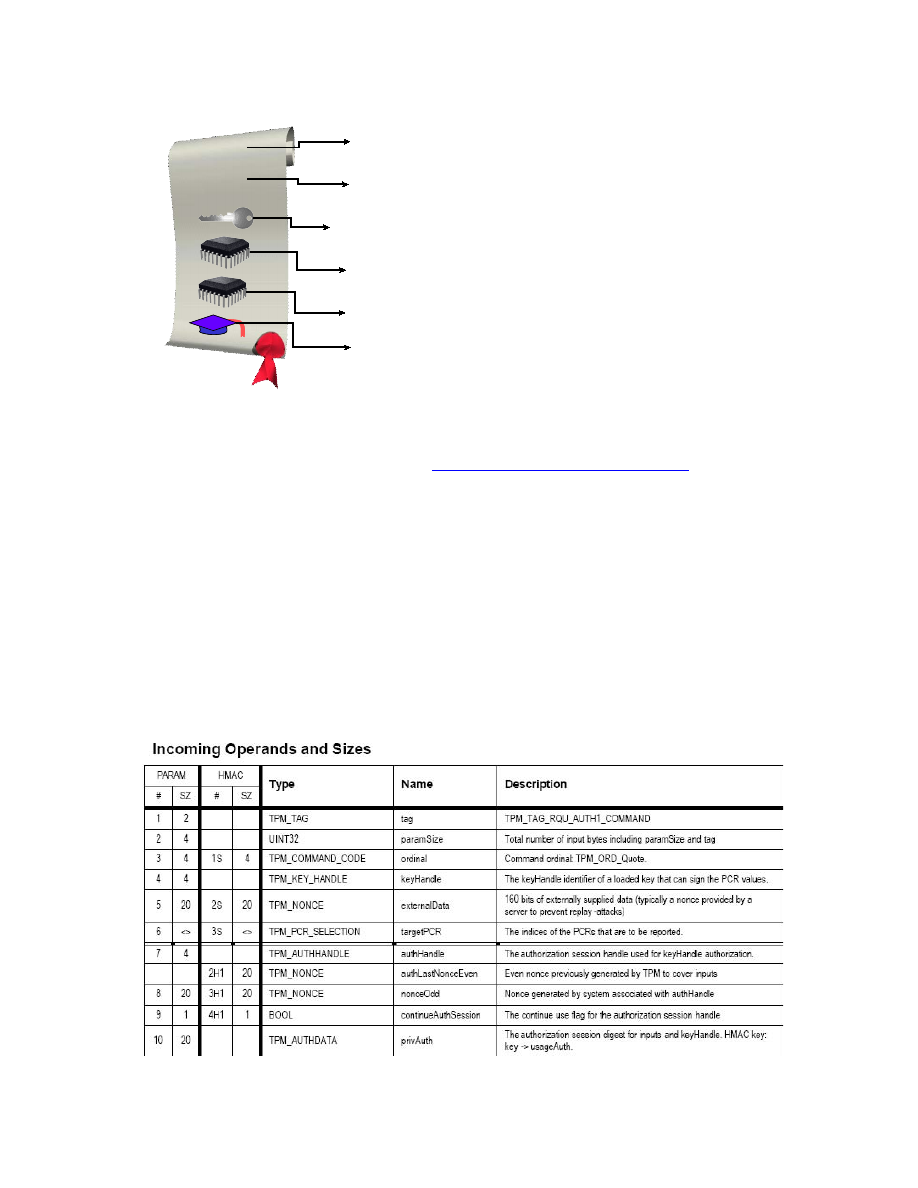 Incoming Operands and Sizes
PARAM HMAC Type Name Description
# SZ # SZ
1 2 TPM_TAG tag TPM_TAG_RQU_AUTH1_COMMAND
2 4 UINT32 paramSize Total number of input bytes including paramSize and tag
3 4 1S 4 TPM_COMMAND_CODE ordinal Command ordinal: TPM_ORD_Quote.
4 4 TPM_KEY_HANDLE keyHandle The keyHandle identifier of a loaded key that can sign the PCR values.
5 20 2S 20 TPM_NONCE externalData 160 bits of externally supplied data (typically a nonce provided by a
server to prevent replay -attacks)
6 <> 3S <> TPM_PCR_SELECTION targetPCR The indices of the PCRs that are to be reported.
7 4 TPM_AUTHHANDLE authHandle The authorization session handle used for keyHandle authorization.
2H1 20 TPM_NONCE authLastNonceEven Even nonce previously generated by TPM to cover inputs
8 20 3H1 20 TPM_NONCE nonceOdd Nonce generated by system associated with authHandle
9 1 4H1 1 BOOL continueAuthSession The continue use flag for the authorization session handle
10 20 TPM_AUTHDATA privAuth The authorization session digest for inputs and keyHandle. HMAC key:
key -> usageAuth.